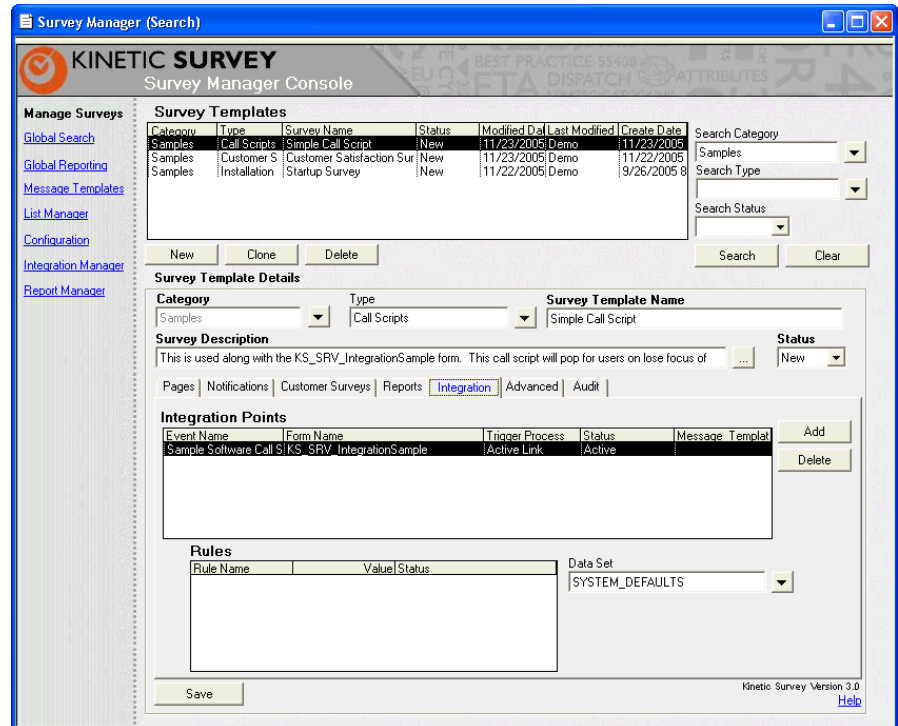 Survey Manager (Search)
KINETIC SURVEY
Survey Manager Console
BEST PRACTICE 55408
DISPATCH
ATTRIBUTES
Manage Surveys
Global Search
Global Reporting
Message Templates
List Manager
Configuration
Integration Manager
Report Manager
Survey Templates
Category Type Survey Name Status Modified Dat Last Modified Create Date
Samples Call Scripts Simple Call Script New 11/23/2005 Demo 11/23/2005
Samples Customer S Customer Satisfaction Sur New 11/23/2005 Demo 11/22/2005
Samples Installation Startup Survey New 11/22/2005 Demo 9/26/2005 8
Search Category
Samples
Search Type
Search Status
New Clone Delete Search Clear
Survey Template Details
Category Type Survey Template Name
Samples Call Scripts Simple Call Script
Survey Description Status
This is used along with the KS_SRV_IntegrationSample form. This call script will pop for users on lose focus of ... New
Pages Notifications Customer Surveys Reports Integration Advanced Audit
Integration Points
Event Name Form Name Trigger Process Status Message Templat
Sample Software Call S KS_SRV_IntegrationSample Active Link Active
Add
Delete
Rules
Rule Name Value Status
Data Set
SYSTEM_DEFAULTS
Save
Kinetic Survey Version 3.0
Help